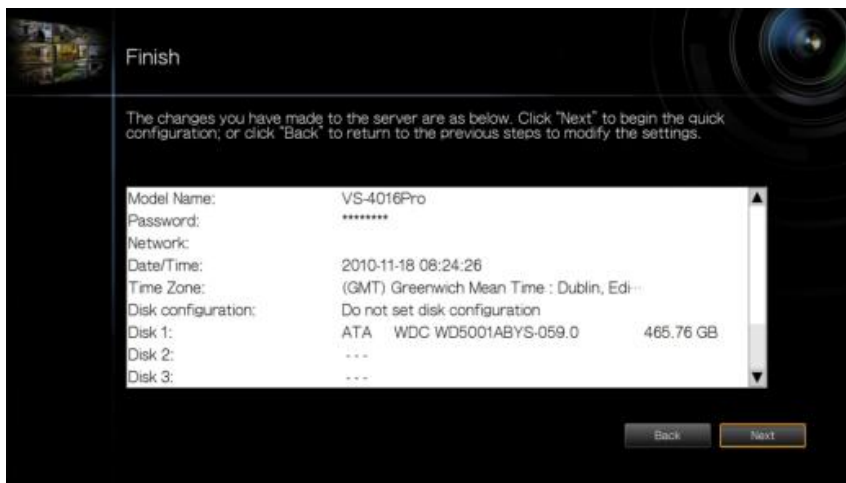 Finish
The changes you have made to the server are as below. Click "Next" to begin the quick
configuration; or click "Back" to return to the previous steps to modify the settings.
Model Name: VS-4016Pro
Password: ********
Network:
Date/Time: 2010-11-18 08:24:26
Time Zone: (GMT) Greenwich Mean Time : Dublin, Edi...
Disk configuration: Do not set disk configuration
Disk 1: ATA WDC WD5001ABYS-059.0 465.76 GB
Disk 2: ---
Disk 3: ---
Back Next